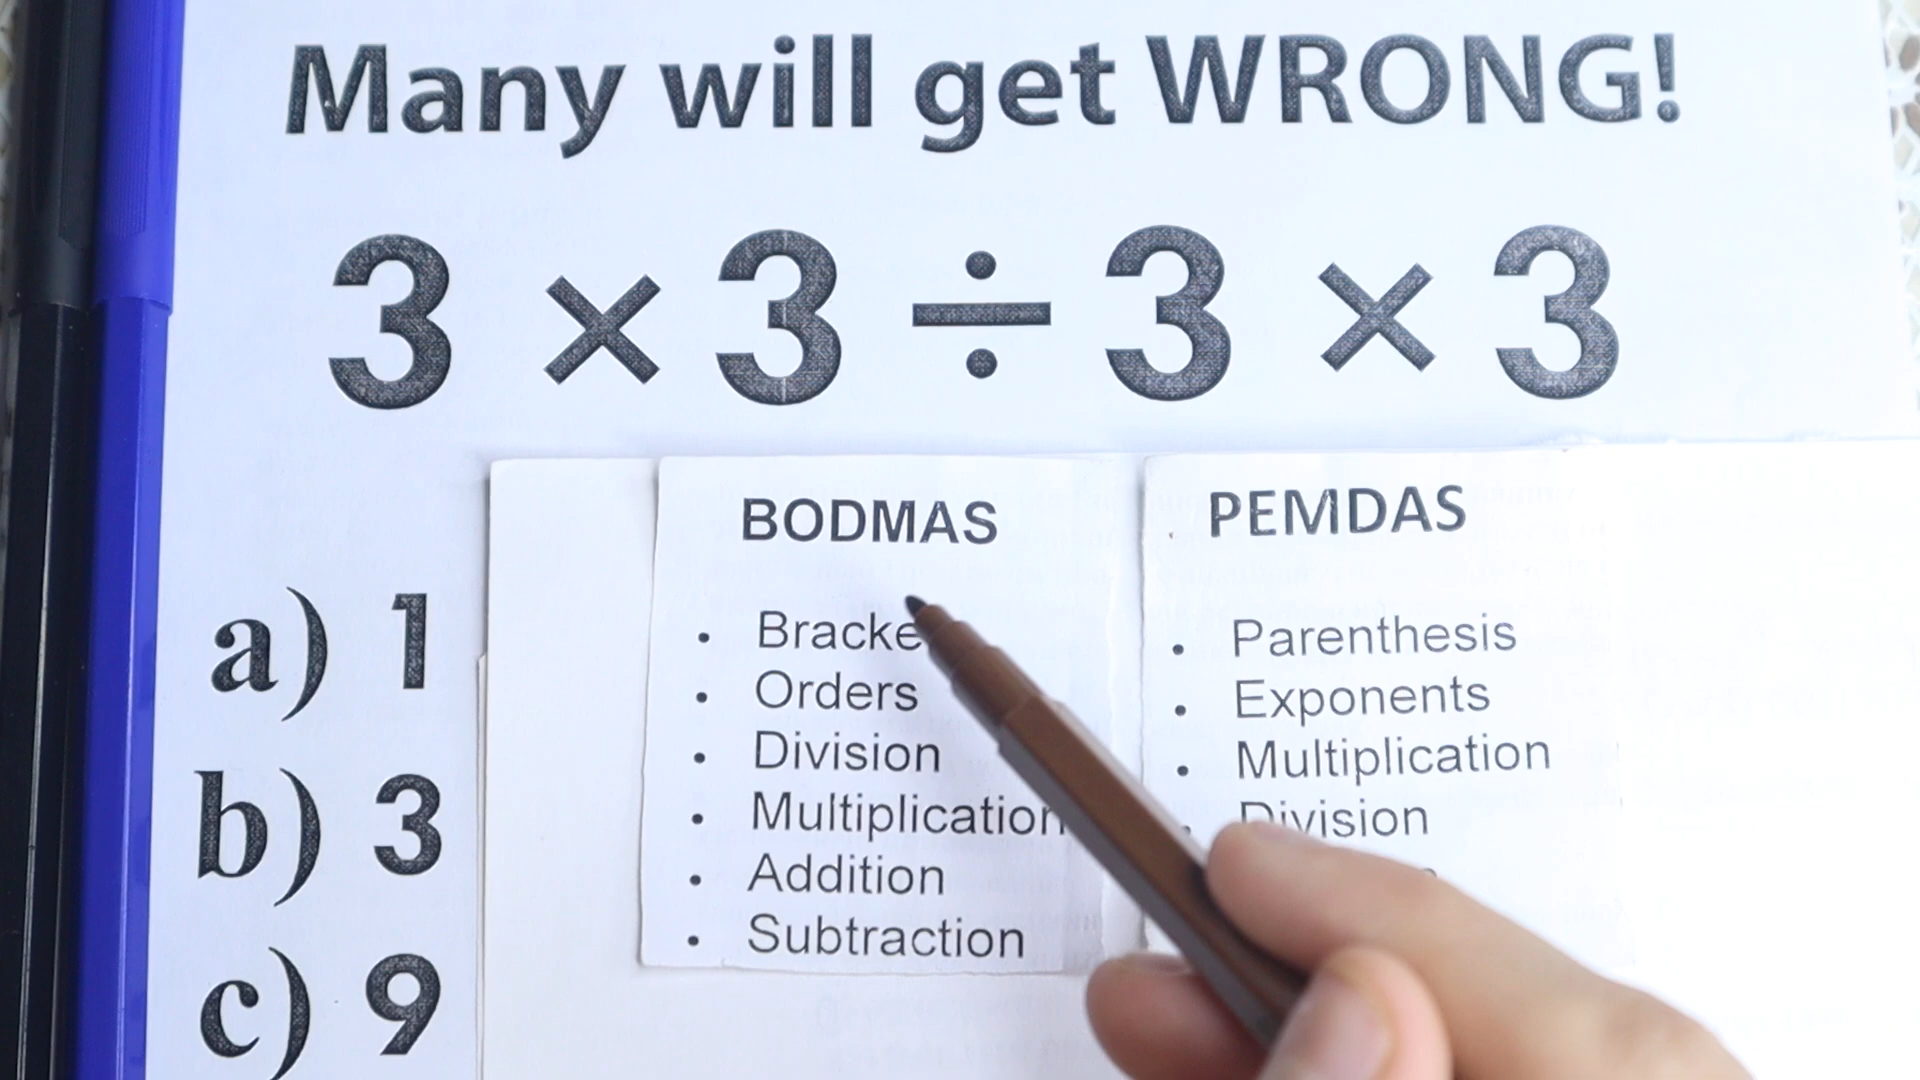 Many will get WRONG!
3 × 3 ÷ 3 × 3
a) 1
b) 3
c) 9
BODMAS
• Bracke
• Orders
• Division
• Multiplication
• Addition
• Subtraction
PEMDAS
• Parenthesis
• Exponents
• Multiplication
• Division